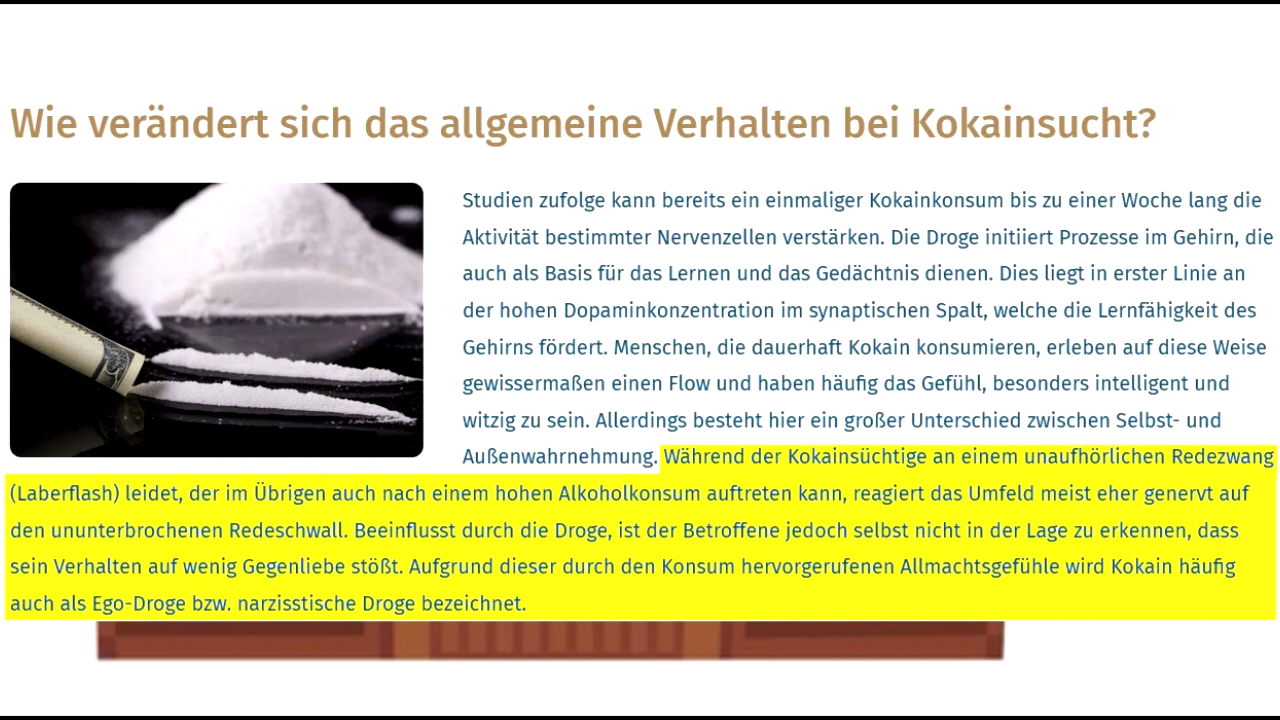 Wie verändert sich das allgemeine Verhalten bei Kokainsucht?
Studien zufolge kann bereits ein einmaliger Kokainkonsum bis zu einer Woche lang die
Aktivität bestimmter Nervenzellen verstärken. Die Droge initiiert Prozesse im Gehirn, die
auch als Basis für das Lernen und das Gedächtnis dienen. Dies liegt in erster Linie an
der hohen Dopaminkonzentration im synaptischen Spalt, welche die Lernfähigkeit des
Gehirns fördert. Menschen, die dauerhaft Kokain konsumieren, erleben auf diese Weise
gewissermaßen einen Flow und haben häufig das Gefühl, besonders intelligent und
witzig zu sein. Allerdings besteht hier ein großer Unterschied zwischen Selbst- und
Außenwahrnehmung. Während der Kokainsüchtige an einem unaufhörlichen Redezwang
(Laberflash) leidet, der im Übrigen auch nach einem hohen Alkoholkonsum auftreten kann, reagiert das Umfeld meist eher genervt auf
den ununterbrochenen Redeschwall. Beeinflusst durch die Droge, ist der Betroffene jedoch selbst nicht in der Lage zu erkennen, dass
sein Verhalten auf wenig Gegenliebe stößt. Aufgrund dieser durch den Konsum hervorgerufenen Allmachtsgefühle wird Kokain häufig
auch als Ego-Droge bzw. narzisstische Droge bezeichnet.